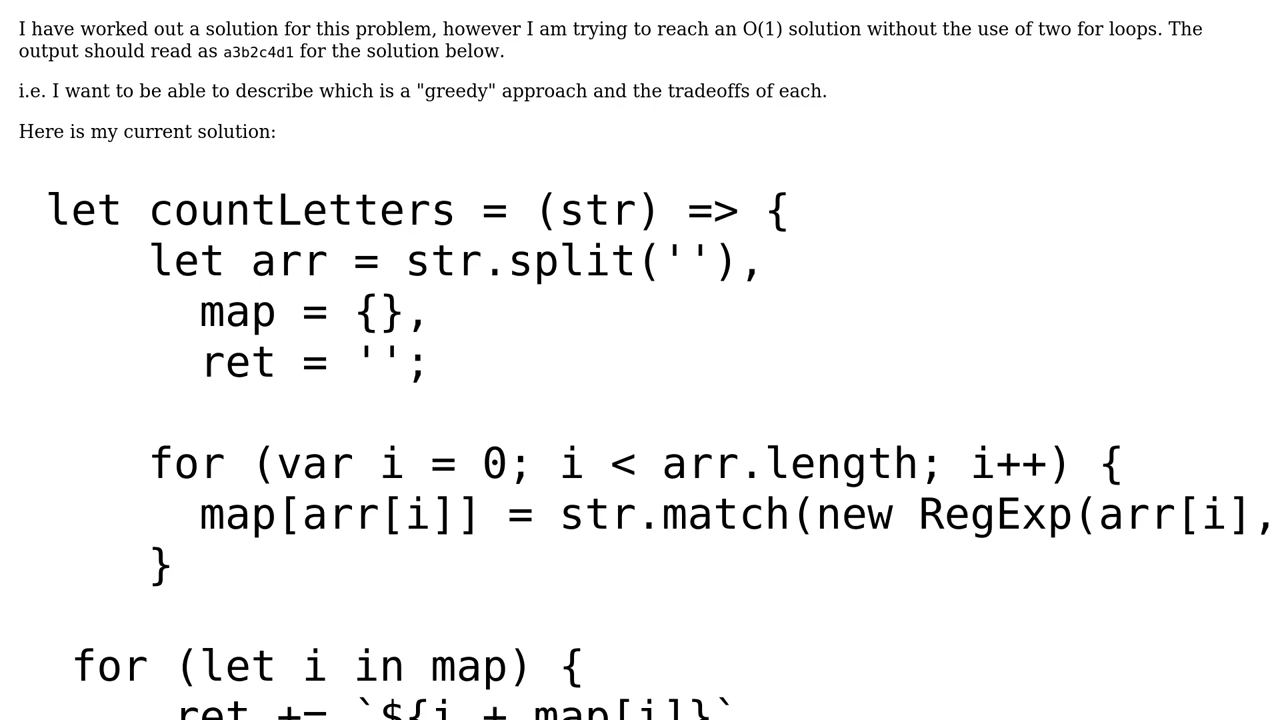 I have worked out a solution for this problem, however I am trying to reach an O(1) solution without the use of two for loops. The
output should read as a3b2c4d1 for the solution below.
i.e. I want to be able to describe which is a "greedy" approach and the tradeoffs of each.
Here is my current solution:
let countLetters = (str) => {
let arr = str.split(''),
map = {},
ret = '';
for (var i = 0; i < arr.length; i++) {
map[arr[i]] = str.match(new RegExp(arr[i],
}
for (let i in map) {
ret += `${i + map[i]}`